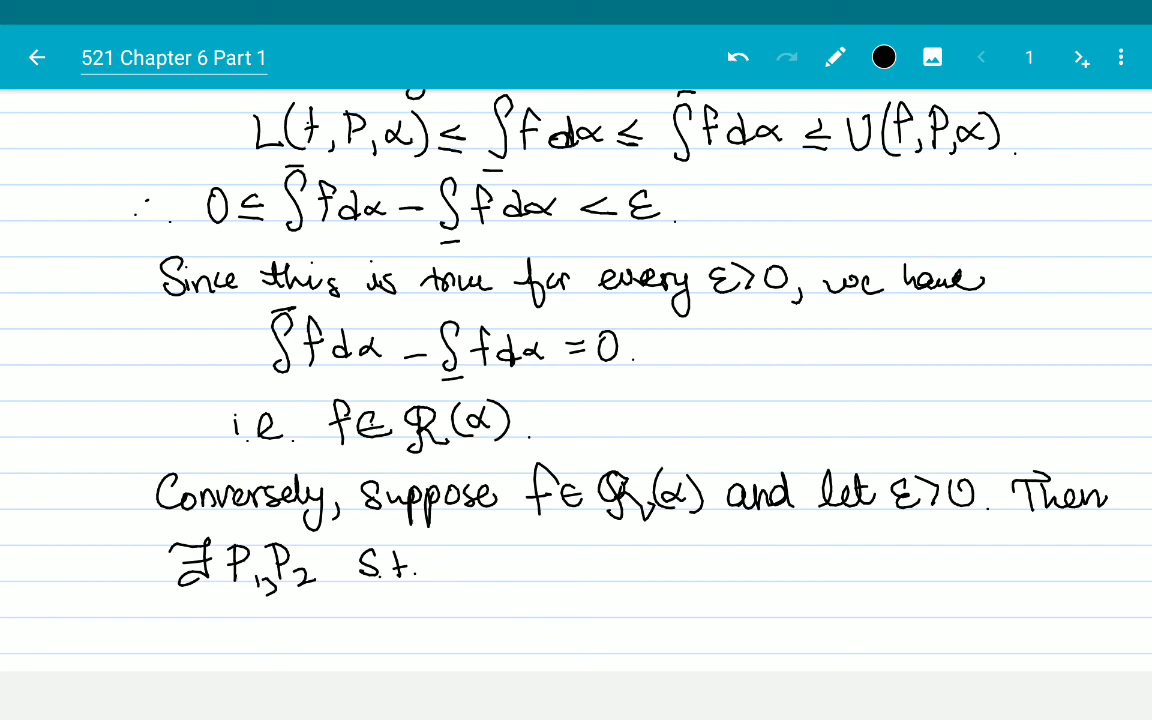 521 Chapter 6 Part 1
1
L(f, P, α) ≤ ∫̲ f dα ≤ ∫̅ f dα ≤ U(f, P, α).
∴ 0 ≤ ∫̅ f dα − ∫̲ f dα < ε.
Since this is true for every ε>0, we have
∫̅ f dα − ∫̲ f dα = 0.
i.e. f ∈ ℛ(α).
Conversely, suppose f ∈ ℛ(α) and let ε>0. Then
∃ P₁, P₂ s.t.